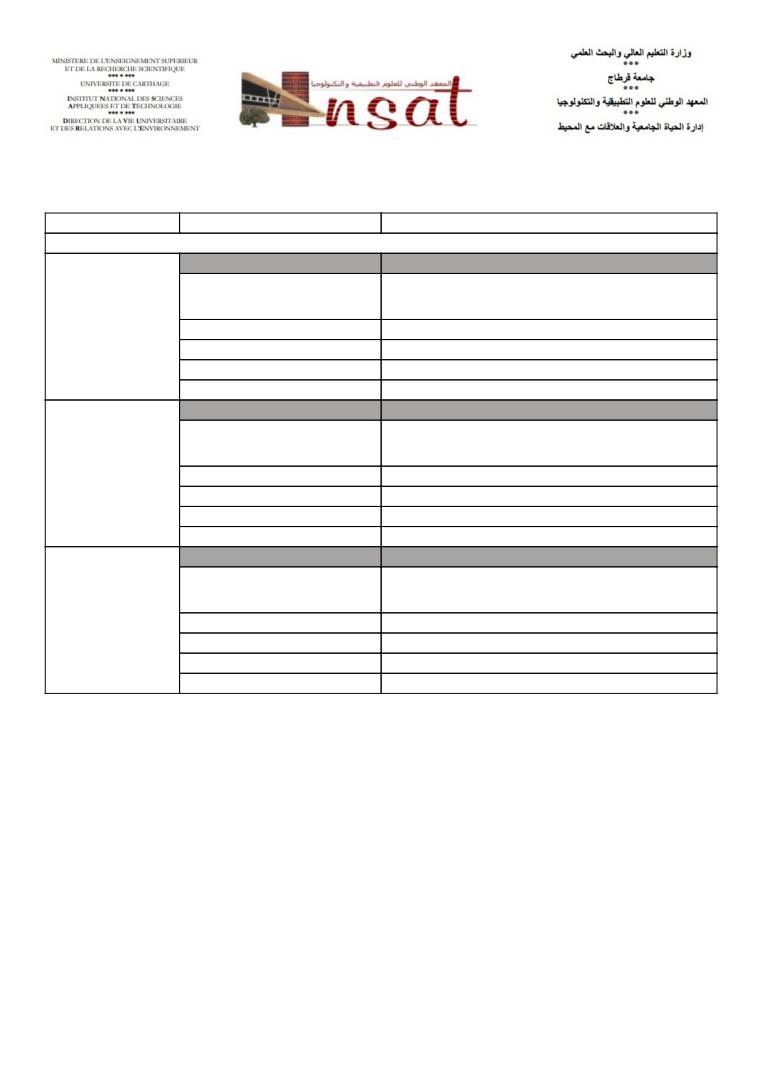 MINISTERE DE L'ENSEIGNEMENT SUPERIEUR
ET DE LA RECHERCHE SCIENTIFIQUE
*** * ***
UNIVERSITE DE CARTHAGE
*** * ***
INSTITUT NATIONAL DES SCIENCES
APPLIQUEES ET DE TECHNOLOGIE
*** * ***
DIRECTION DE LA VIE UNIVERSITAIRE
ET DES RELATIONS AVEC L'ENVIRONNEMENT
المعهد الوطني للعلوم التطبيقية والتكنولوجيا
Insat
وزارة التعليم العالي والبحث العلمي
***
جامعة قرطاج
***
المعهد الوطني للعلوم التطبيقية والتكنولوجيا
***
إدارة الحياة الجامعية والعلاقات مع المحيط